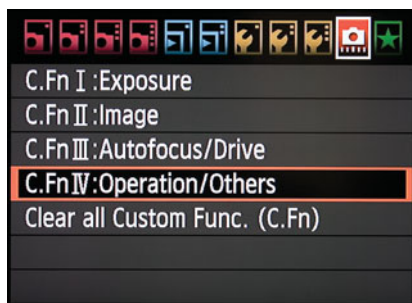 C.Fn I :Exposure
C.Fn II :Image
C.Fn III :Autofocus/Drive
C.Fn IV :Operation/Others
Clear all Custom Func. (C.Fn)